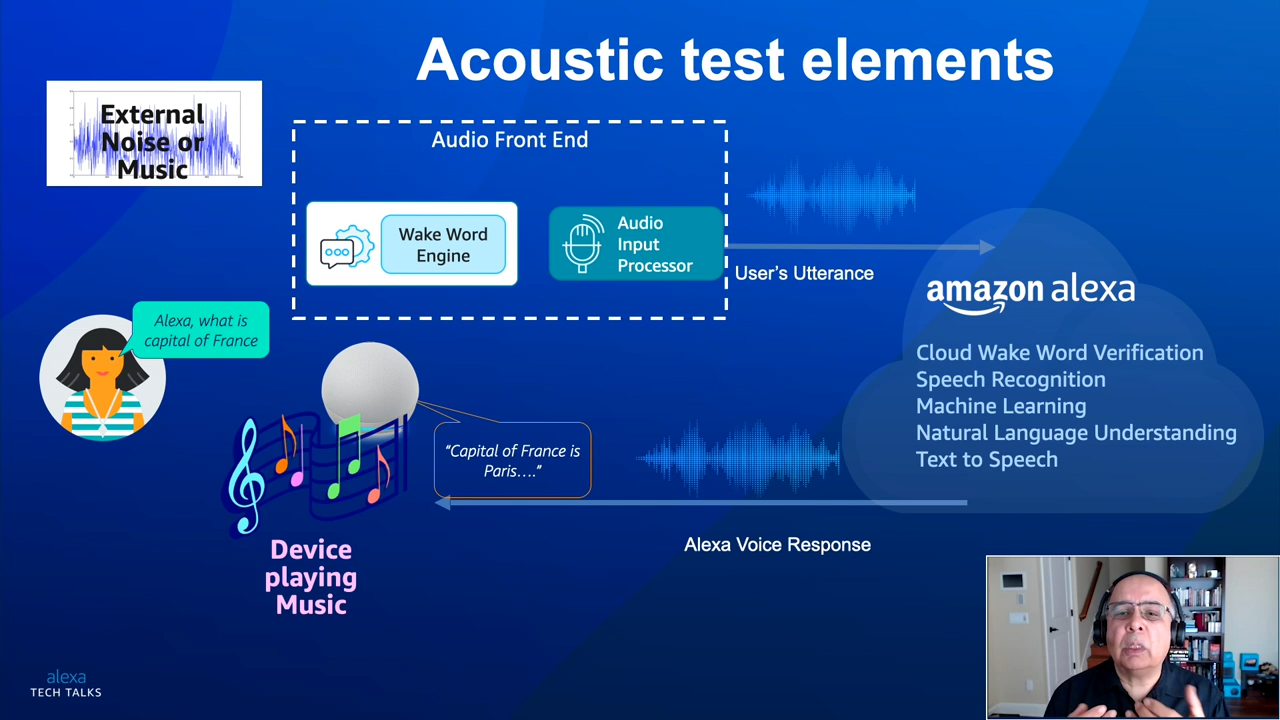 Acoustic test elements
External
Noise or
Music
Audio Front End
Wake Word
Engine
Audio
Input
Processor
User's Utterance
amazon alexa
Cloud Wake Word Verification
Speech Recognition
Machine Learning
Natural Language Understanding
Text to Speech
Alexa, what is
capital of France
“Capital of France is
Paris….”
Alexa Voice Response
Device
playing
Music
alexa
TECH TALKS